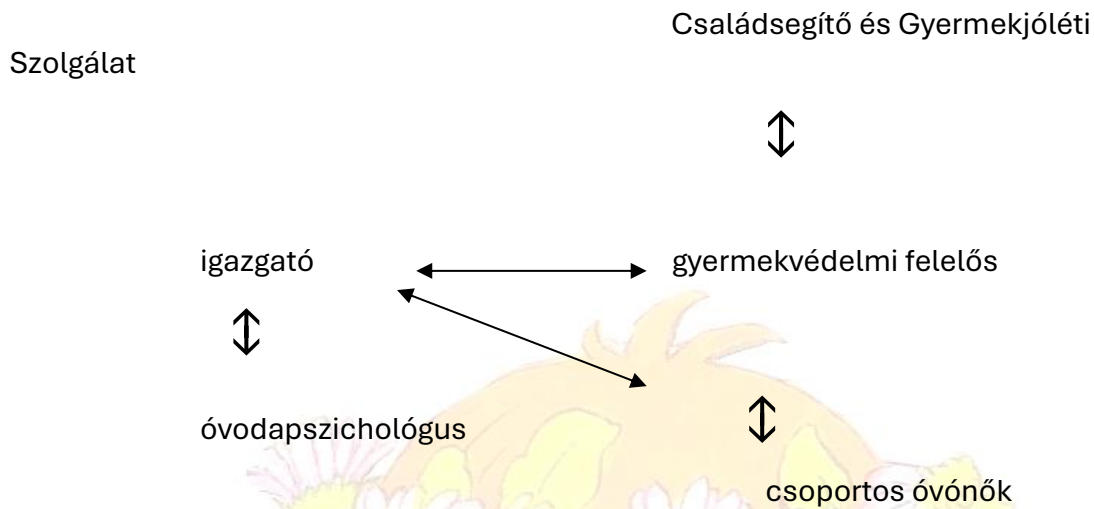 Családsegítő és Gyermekjóléti
Szolgálat
igazgató gyermekvédelmi felelős
óvodapszichológus
csoportos óvónők